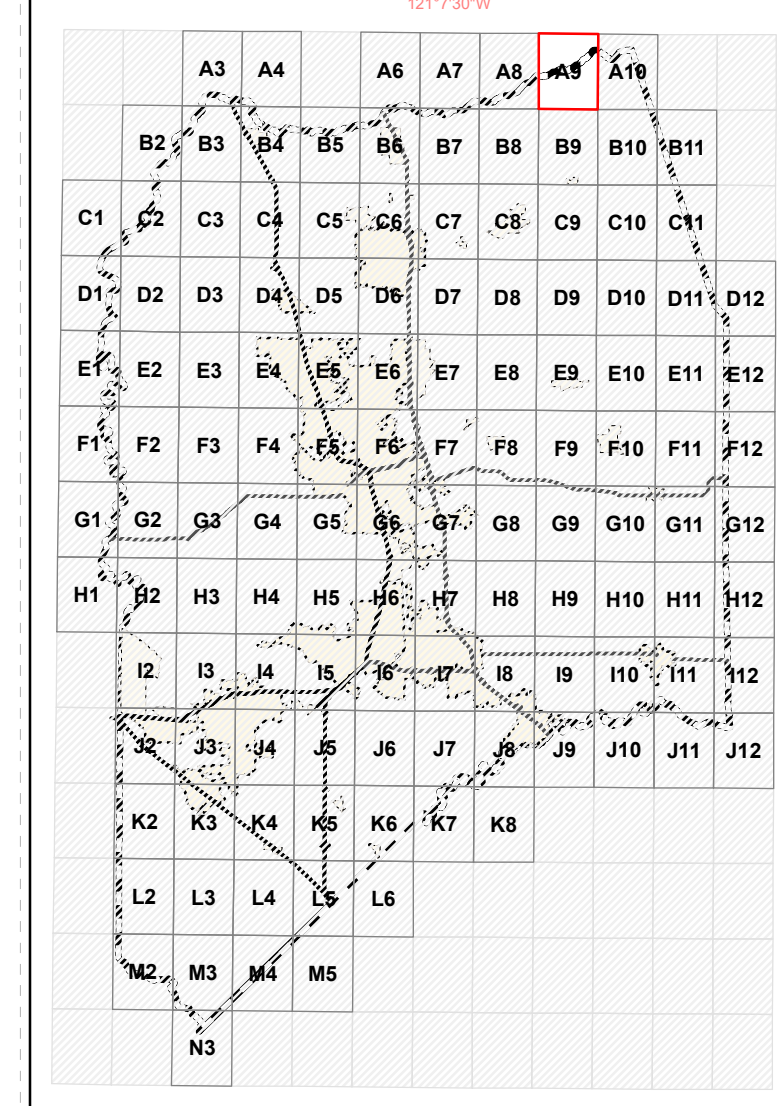 121°7'30"W
A3 A4 A6 A7 A8 A9 A10
B2 B3 B4 B5 B6 B7 B8 B9 B10 B11
C1 C2 C3 C4 C5 C6 C7 C8 C9 C10 C11
D1 D2 D3 D4 D5 D6 D7 D8 D9 D10 D11 D12
E1 E2 E3 E4 E5 E6 E7 E8 E9 E10 E11 E12
F1 F2 F3 F4 F5 F6 F7 F8 F9 F10 F11 F12
G1 G2 G3 G4 G5 G6 G7 G8 G9 G10 G11 G12
H1 H2 H3 H4 H5 H6 H7 H8 H9 H10 H11 H12
I2 I3 I4 I5 I6 I7 I8 I9 I10 I11 I12
J2 J3 J4 J5 J6 J7 J8 J9 J10 J11 J12
K2 K3 K4 K5 K6 K7 K8
L2 L3 L4 L5 L6
M2 M3 M4 M5
N3